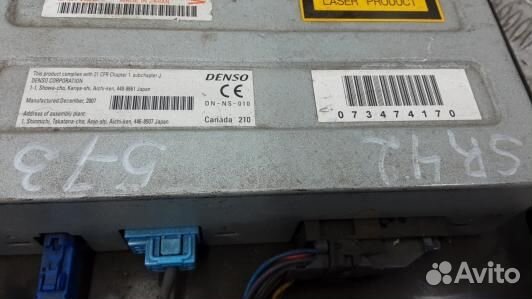 LASER PRODUCT
This product complies with 21 CFR Chapter 1 subchapter J.
DENSO CORPORATION
1-1, Showa-cho, Kariya-shi, Aichi-ken, 448-8661 Japan
Manufactured:December, 2007
Address of assembly plant:
1, Shinmichi, Takatana-cho, Anjo-shi, Aichi-ken, 446-8507 Japan
DENSO
CE
DN-NS-010
Canada 210
073474170
573
SR42
Avito